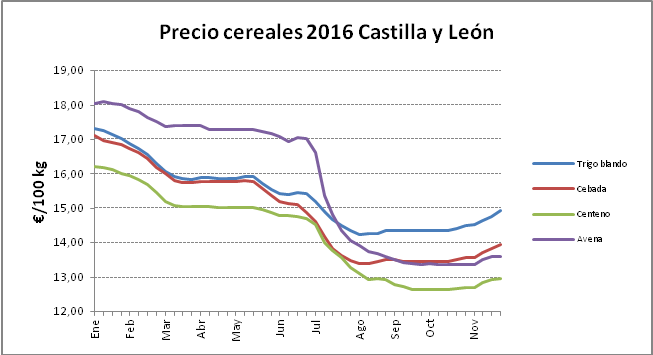 Precio cereales 2016 Castilla y León
19,00
18,00
17,00
16,00
15,00
14,00
13,00
12,00
€/100 kg
Ene Feb Mar Abr May Jun Jul Ago Sep Oct Nov
Trigo blando
Cebada
Centeno
Avena